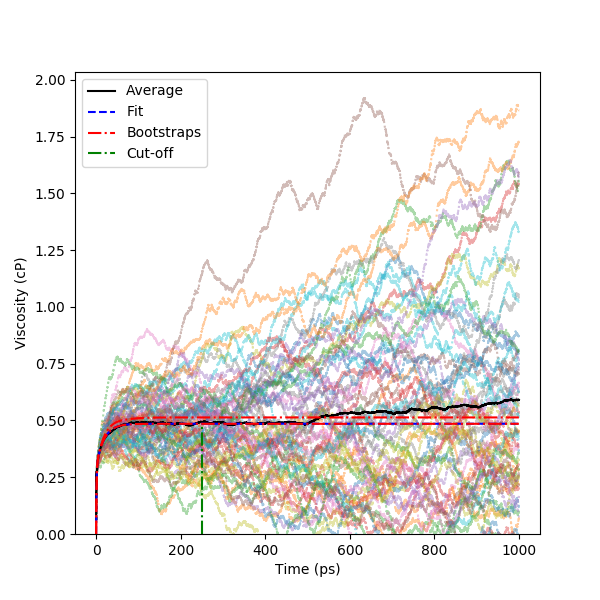 2.00
1.75
1.50
1.25
1.00
0.75
0.50
0.25
0.00
Viscosity (cP)
Average
Fit
Bootstraps
Cut-off
0 200 400 600 800 1000
Time (ps)